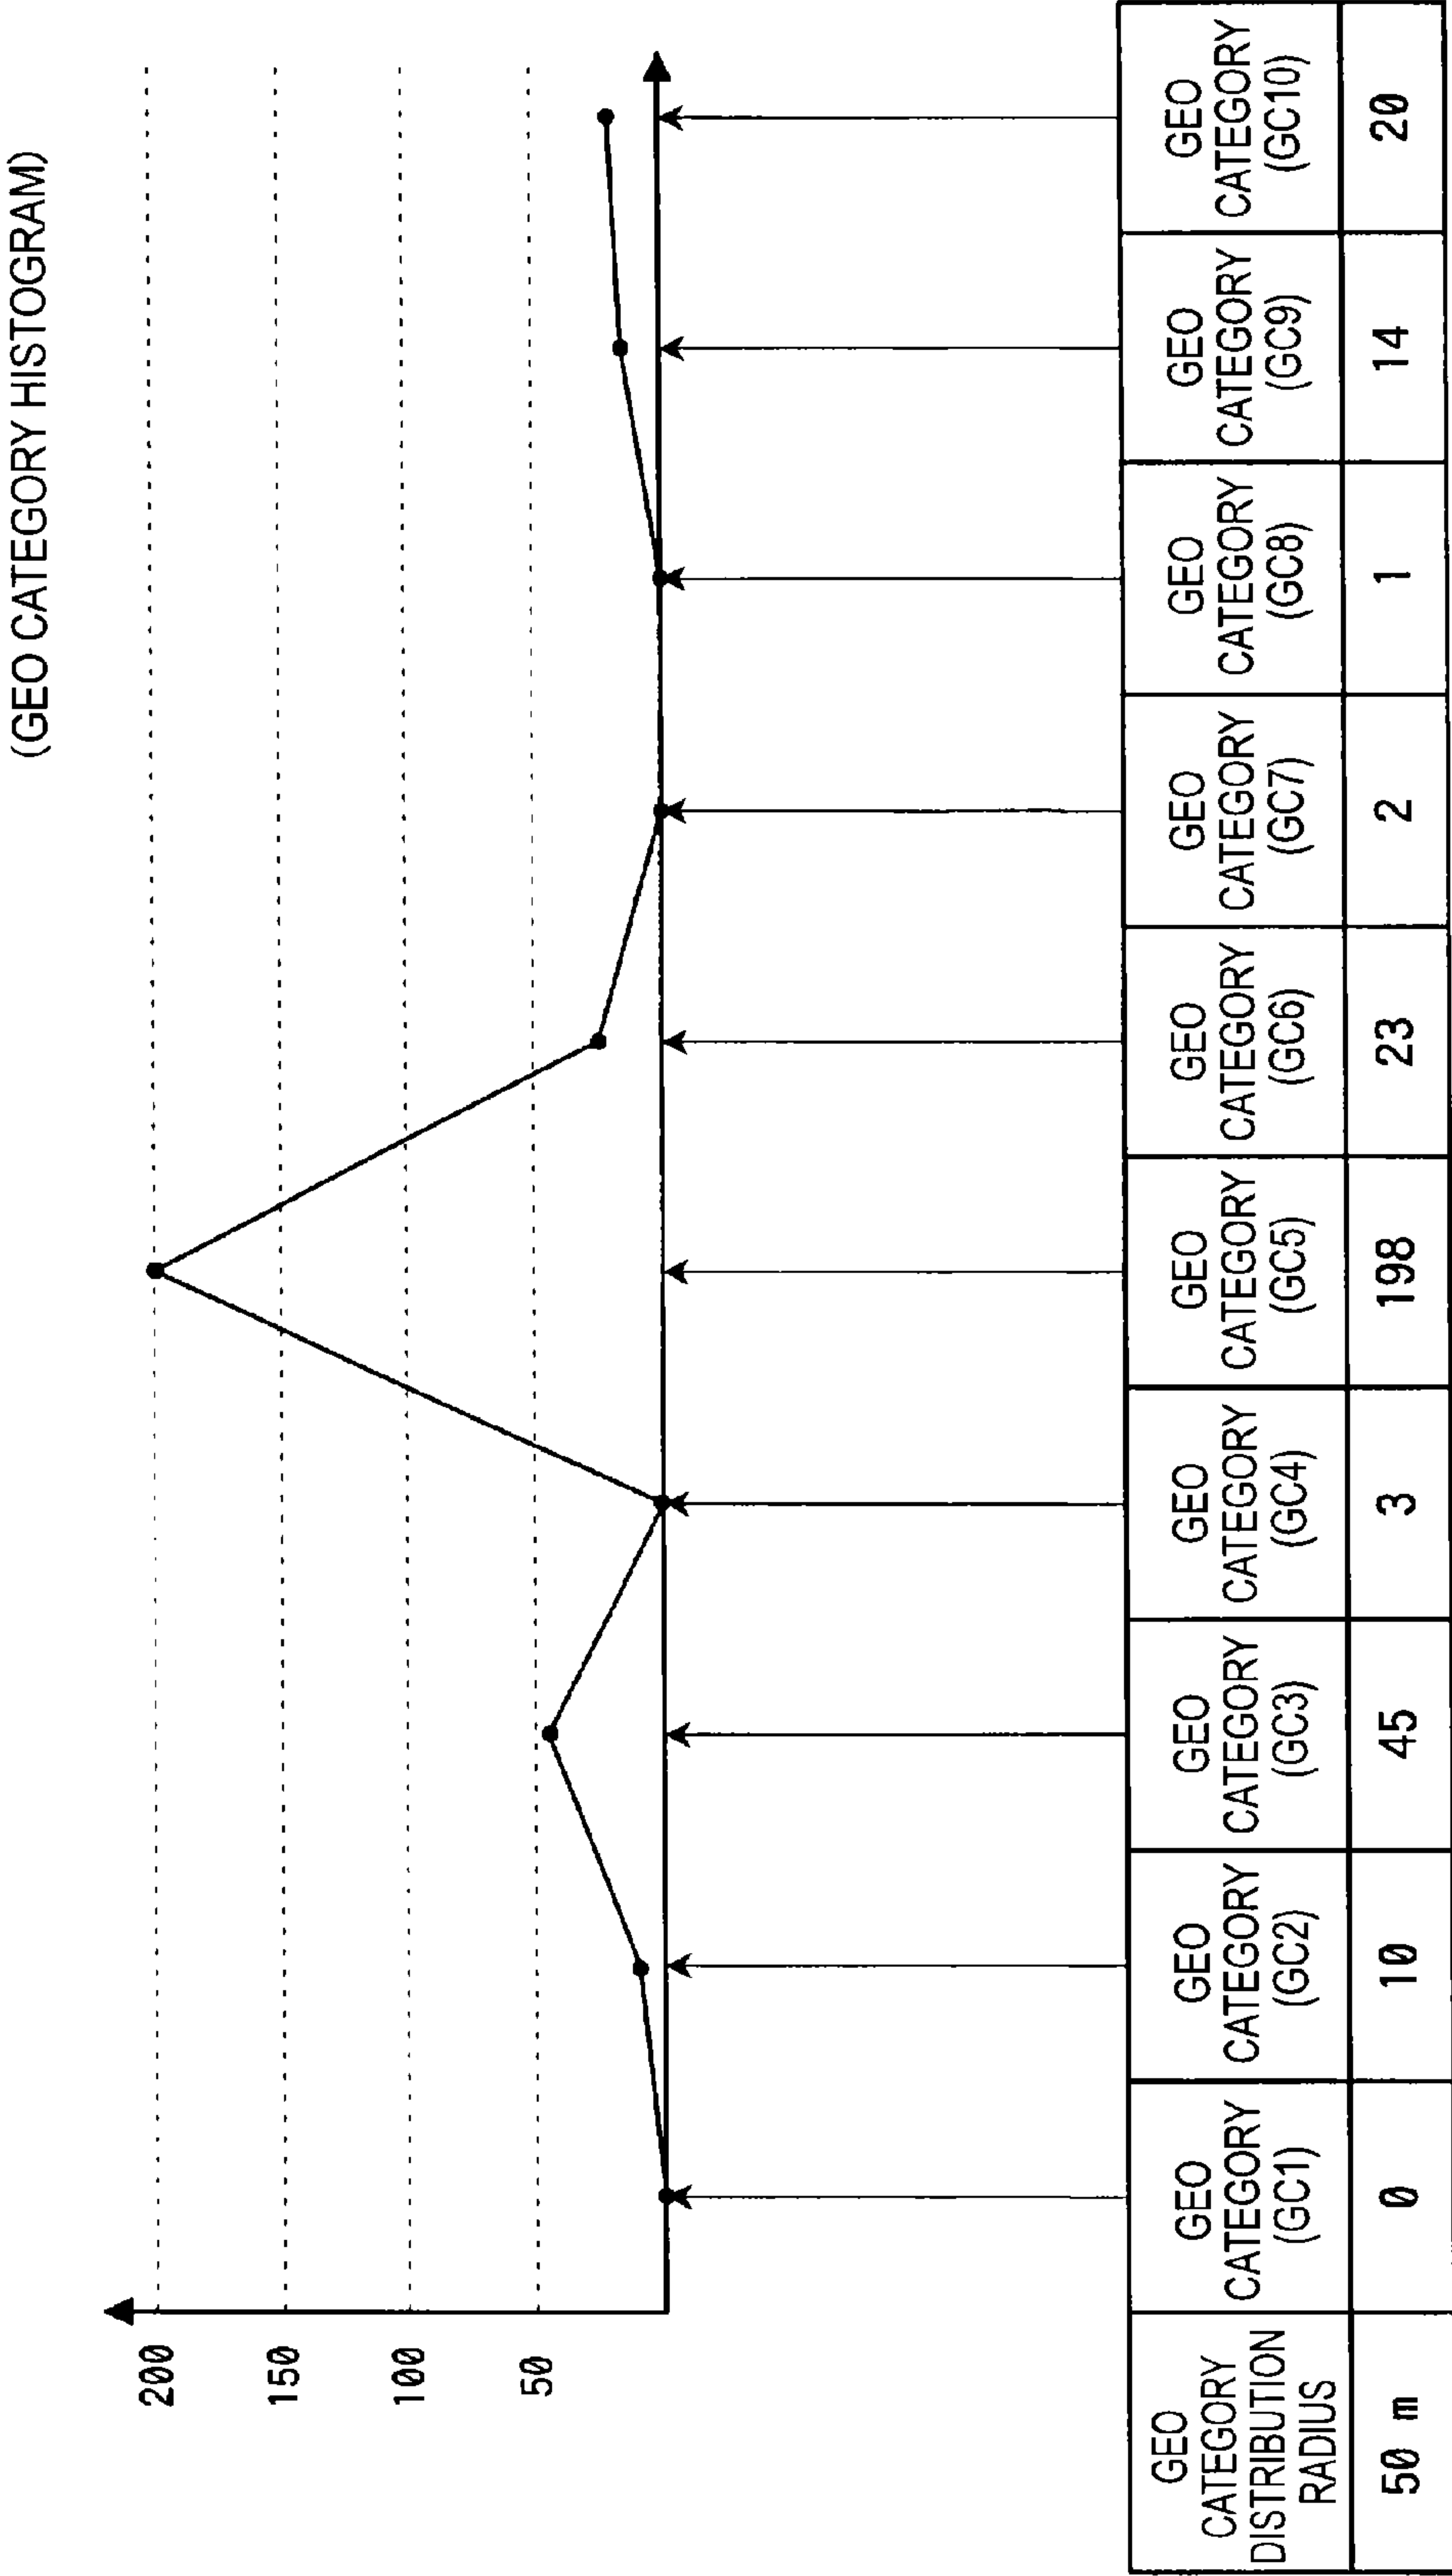 (GEO CATEGORY HISTOGRAM)
200
150
100
50
GEO
CATEGORY
DISTRIBUTION
RADIUS
GEO
CATEGORY
(GC1)
GEO
CATEGORY
(GC2)
GEO
CATEGORY
(GC3)
GEO
CATEGORY
(GC4)
GEO
CATEGORY
(GC5)
GEO
CATEGORY
(GC6)
GEO
CATEGORY
(GC7)
GEO
CATEGORY
(GC8)
GEO
CATEGORY
(GC9)
GEO
CATEGORY
(GC10)
50 m
0
10
45
3
198
23
2
1
14
20